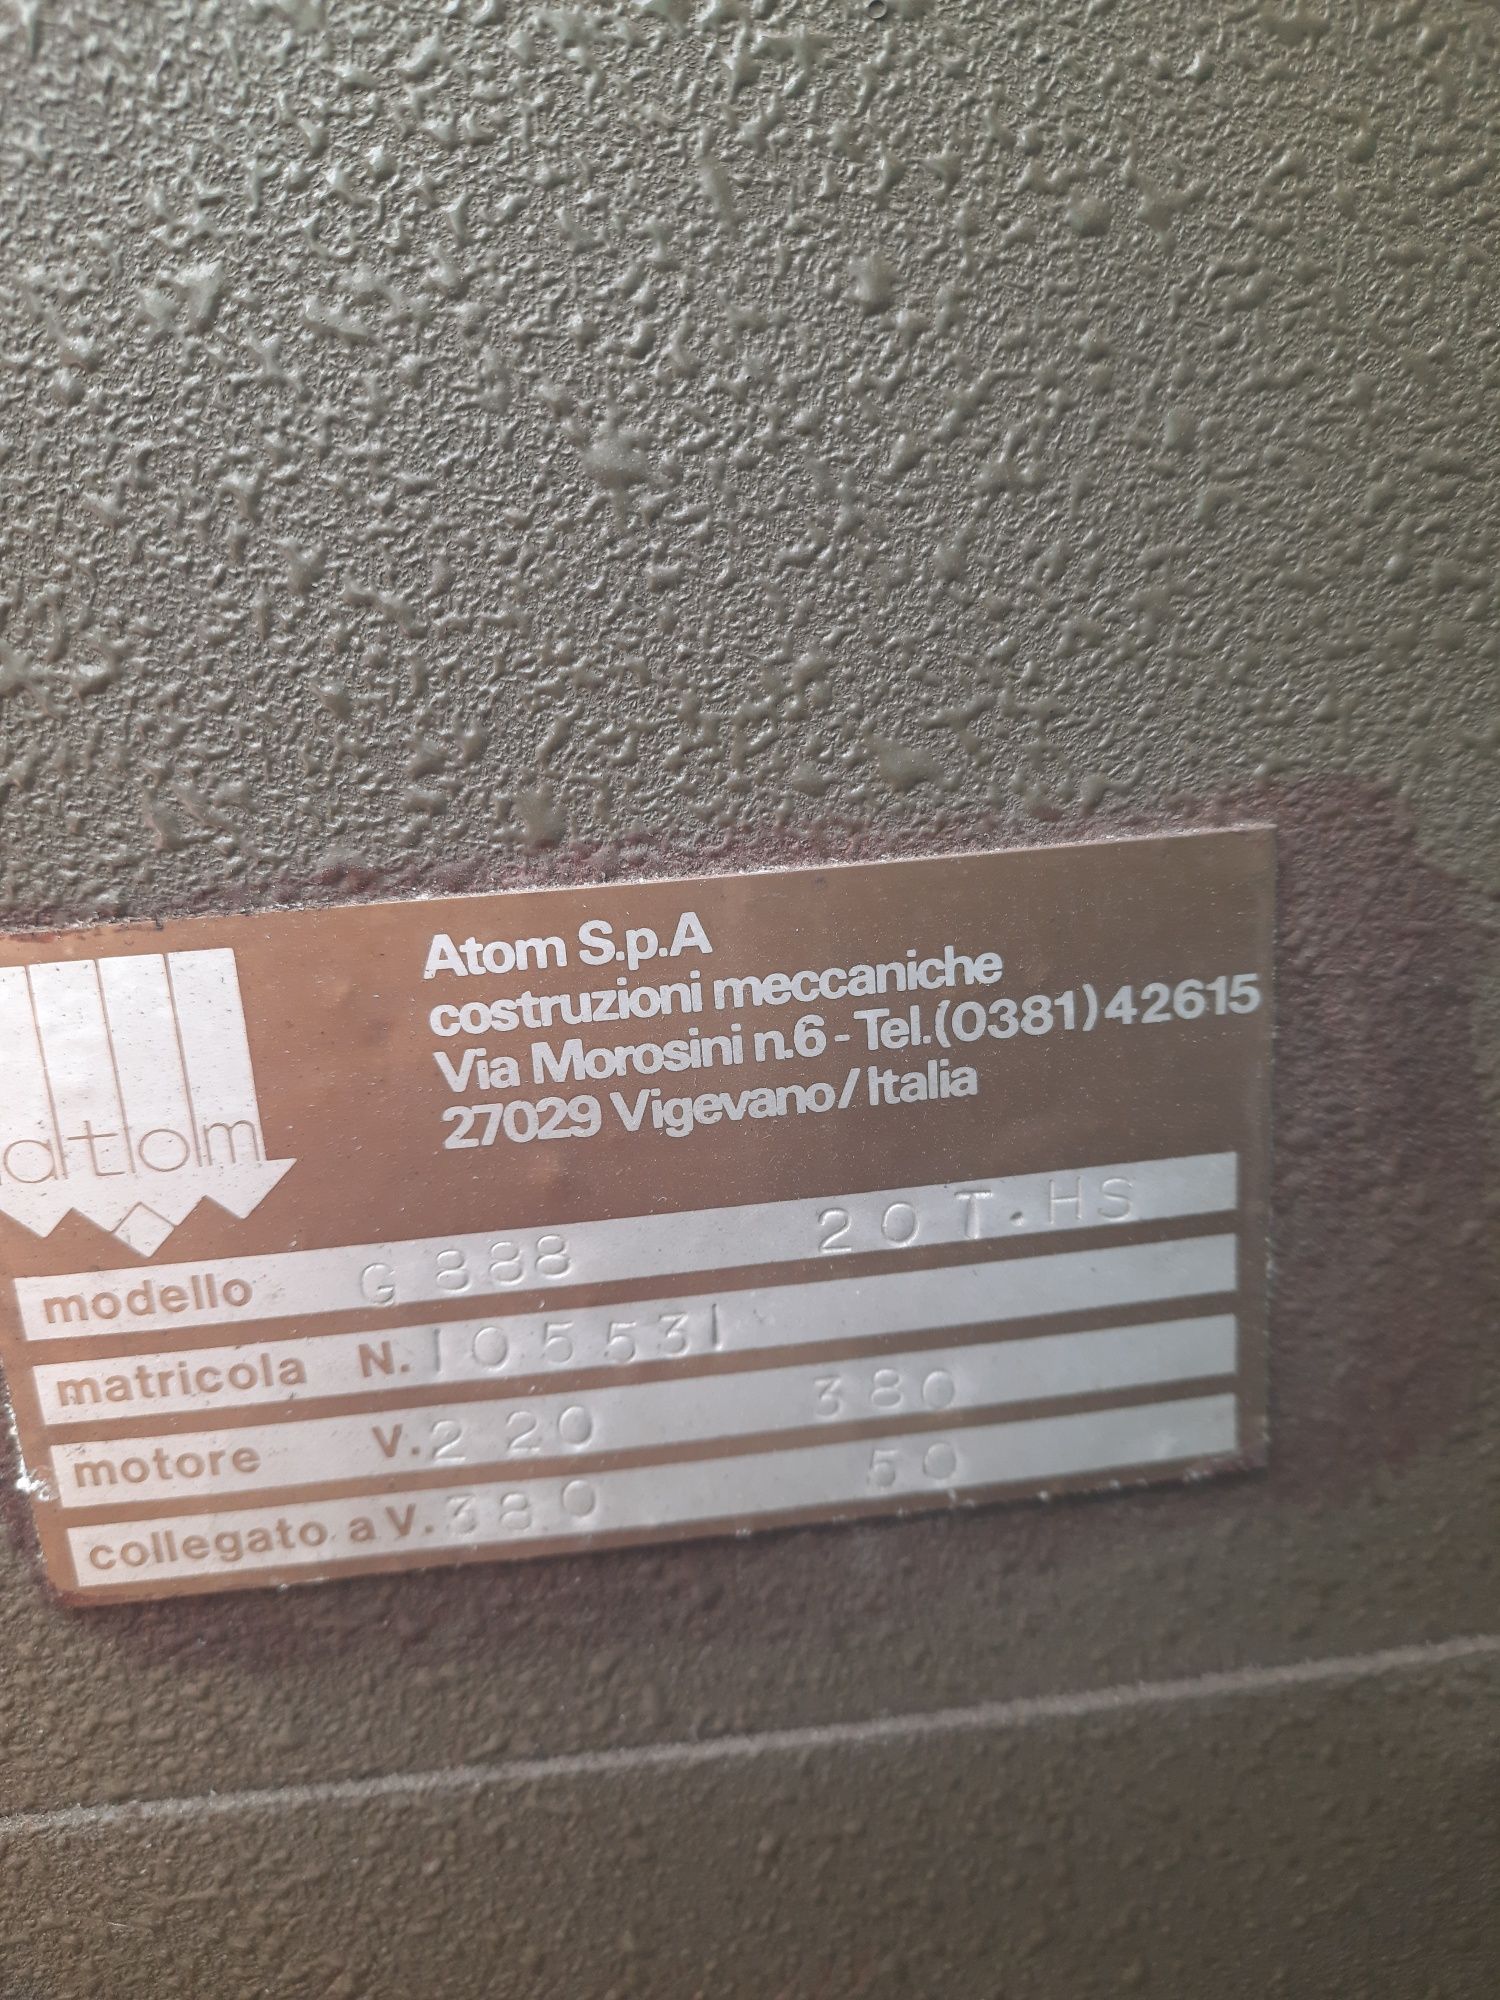 Atom S.p.A
costruzioni meccaniche
Via Morosini n.6 - Tel.(0381)42615
27029 Vigevano/Italia
atom
modello G 888 20 T.HS
matricola N. 105531
motore V. 220 380
collegato a V. 380 50